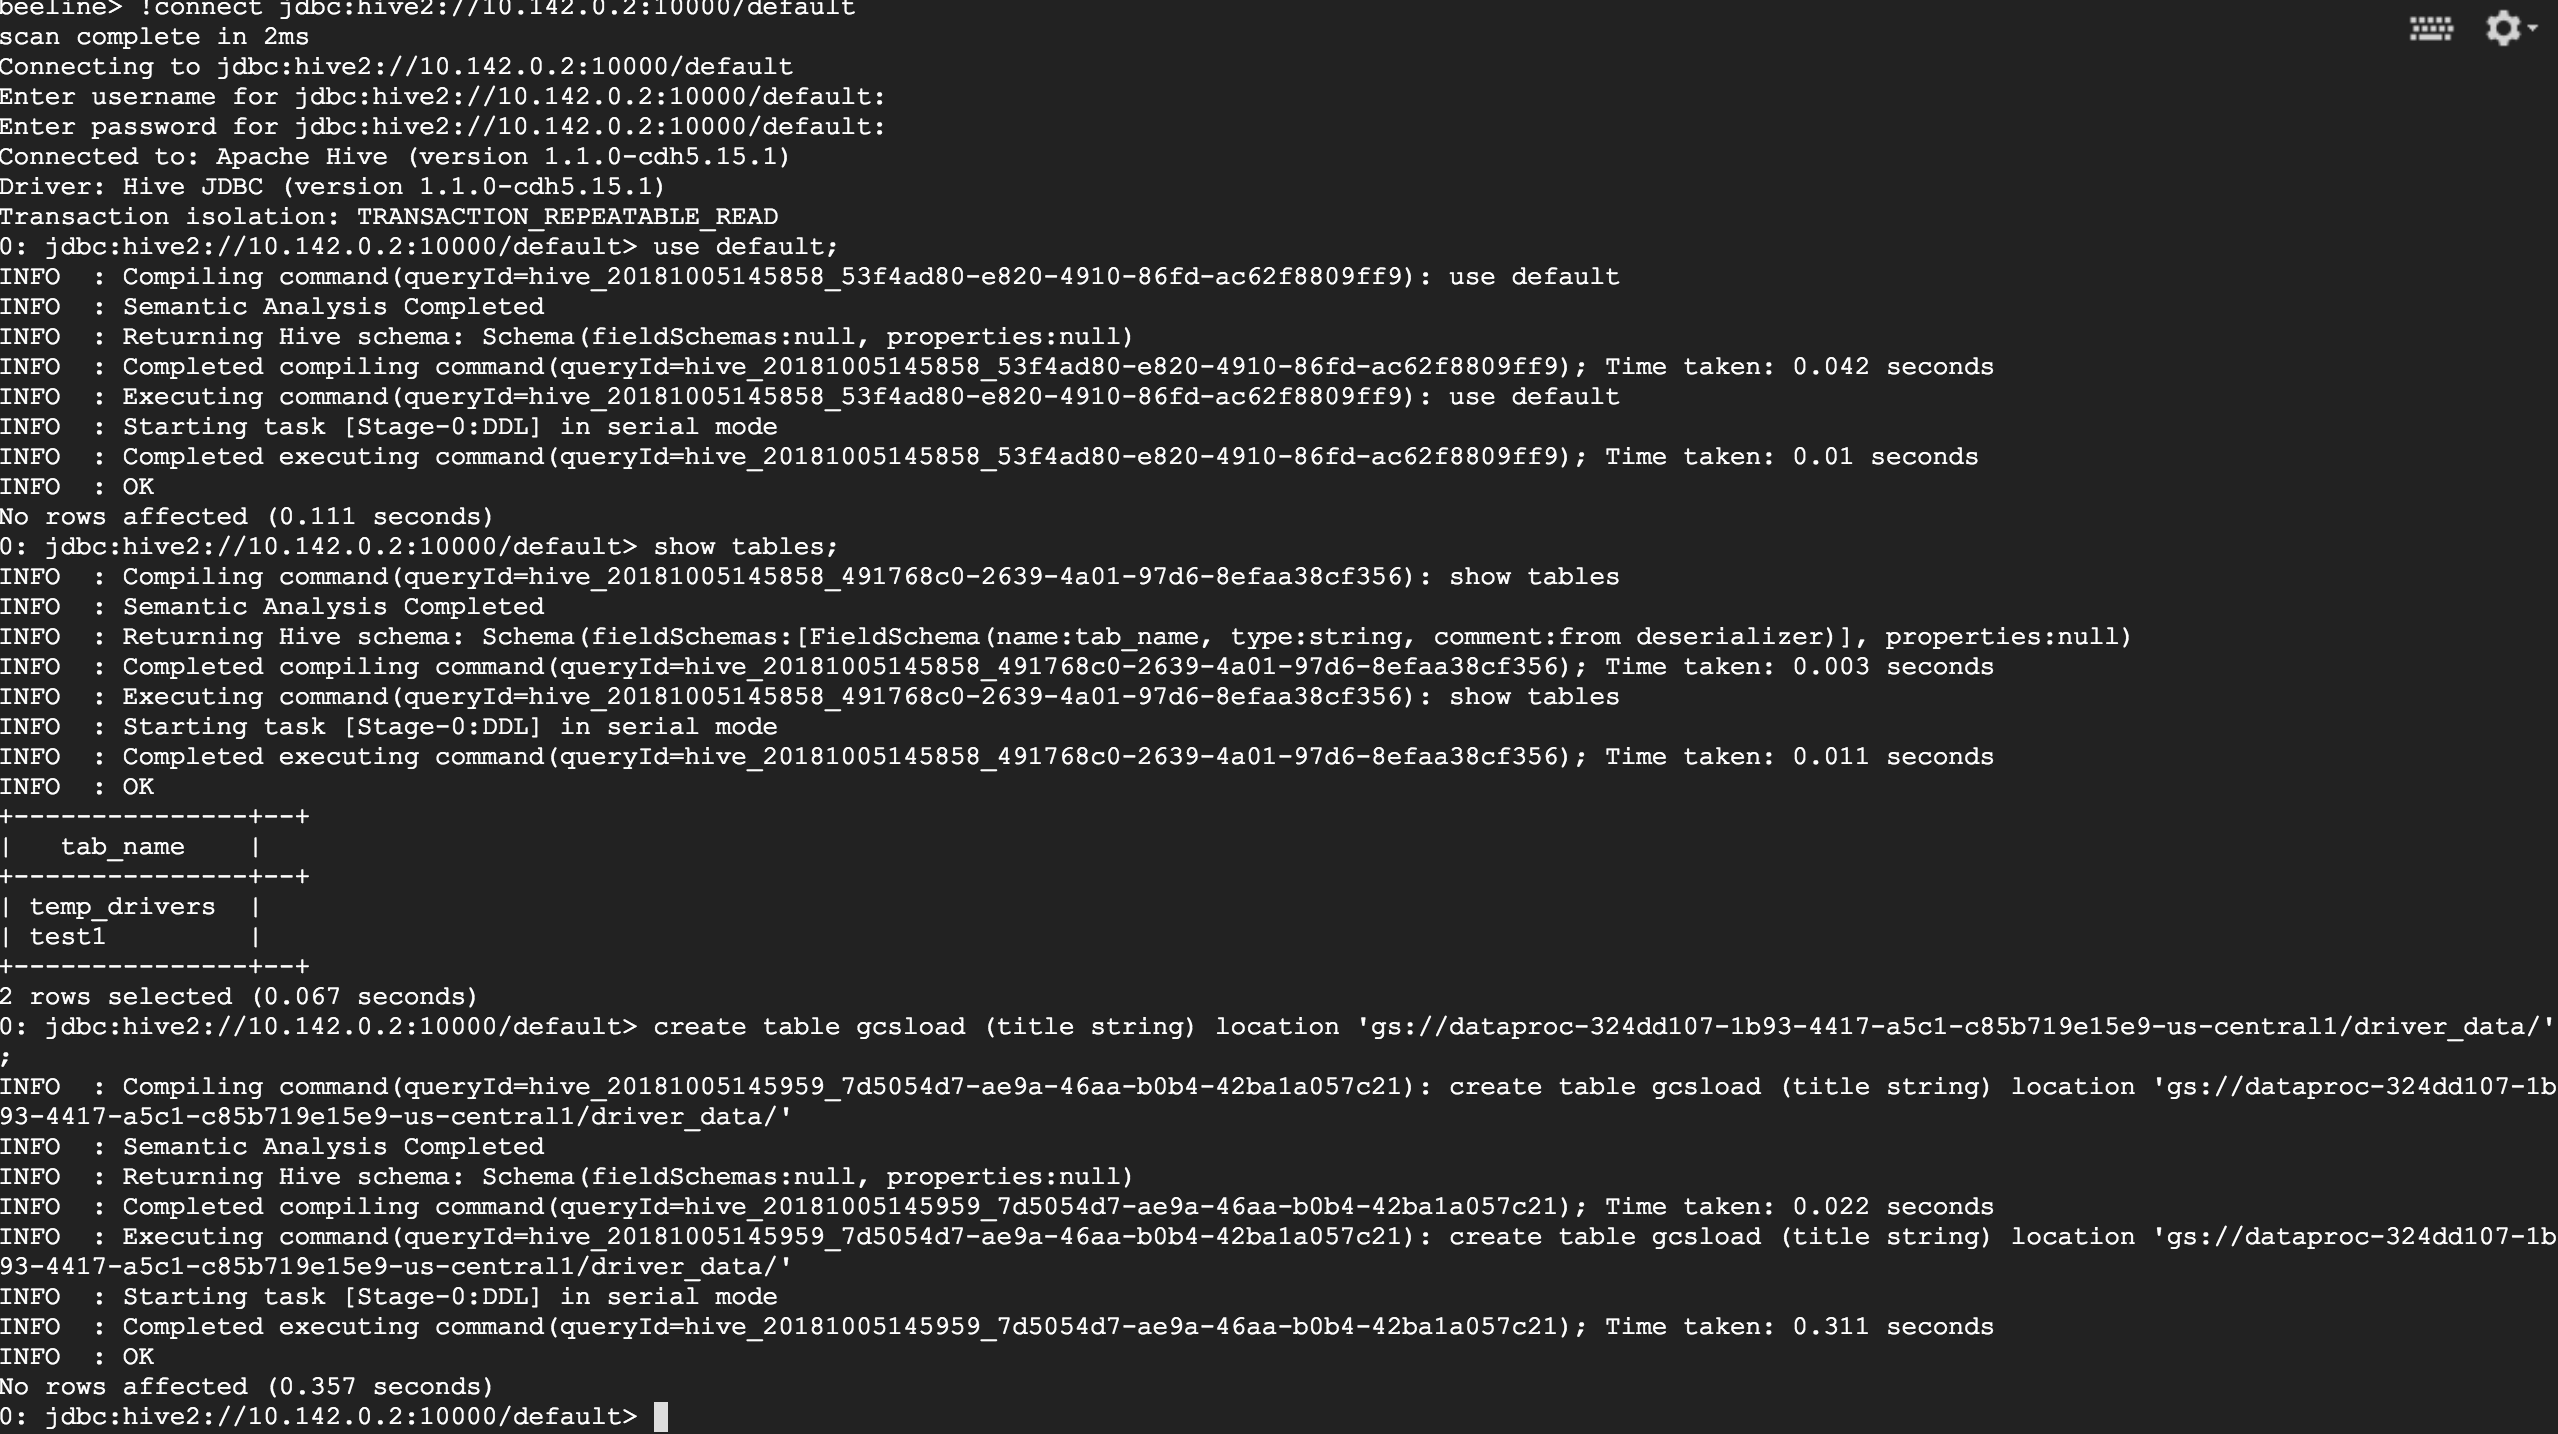 beeline> !connect jdbc:hive2://10.142.0.2:10000/default
scan complete in 2ms
Connecting to jdbc:hive2://10.142.0.2:10000/default
Enter username for jdbc:hive2://10.142.0.2:10000/default:
Enter password for jdbc:hive2://10.142.0.2:10000/default:
Connected to: Apache Hive (version 1.1.0-cdh5.15.1)
Driver: Hive JDBC (version 1.1.0-cdh5.15.1)
Transaction isolation: TRANSACTION_REPEATABLE_READ
0: jdbc:hive2://10.142.0.2:10000/default> use default;
INFO  : Compiling command(queryId=hive_20181005145858_53f4ad80-e820-4910-86fd-ac62f8809ff9): use default
INFO  : Semantic Analysis Completed
INFO  : Returning Hive schema: Schema(fieldSchemas:null, properties:null)
INFO  : Completed compiling command(queryId=hive_20181005145858_53f4ad80-e820-4910-86fd-ac62f8809ff9); Time taken: 0.042 seconds
INFO  : Executing command(queryId=hive_20181005145858_53f4ad80-e820-4910-86fd-ac62f8809ff9): use default
INFO  : Starting task [Stage-0:DDL] in serial mode
INFO  : Completed executing command(queryId=hive_20181005145858_53f4ad80-e820-4910-86fd-ac62f8809ff9); Time taken: 0.01 seconds
INFO  : OK
No rows affected (0.111 seconds)
0: jdbc:hive2://10.142.0.2:10000/default> show tables;
INFO  : Compiling command(queryId=hive_20181005145858_491768c0-2639-4a01-97d6-8efaa38cf356): show tables
INFO  : Semantic Analysis Completed
INFO  : Returning Hive schema: Schema(fieldSchemas:[FieldSchema(name:tab_name, type:string, comment:from deserializer)], properties:null)
INFO  : Completed compiling command(queryId=hive_20181005145858_491768c0-2639-4a01-97d6-8efaa38cf356); Time taken: 0.003 seconds
INFO  : Executing command(queryId=hive_20181005145858_491768c0-2639-4a01-97d6-8efaa38cf356): show tables
INFO  : Starting task [Stage-0:DDL] in serial mode
INFO  : Completed executing command(queryId=hive_20181005145858_491768c0-2639-4a01-97d6-8efaa38cf356); Time taken: 0.011 seconds
INFO  : OK
+---------------+--+
|   tab_name    |
+---------------+--+
| temp_drivers  |
| test1         |
+---------------+--+
2 rows selected (0.067 seconds)
0: jdbc:hive2://10.142.0.2:10000/default> create table gcsload (title string) location 'gs://dataproc-324dd107-1b93-4417-a5c1-c85b719e15e9-us-central1/driver_data/'
;
INFO  : Compiling command(queryId=hive_20181005145959_7d5054d7-ae9a-46aa-b0b4-42ba1a057c21): create table gcsload (title string) location 'gs://dataproc-324dd107-1b
93-4417-a5c1-c85b719e15e9-us-central1/driver_data/'
INFO  : Semantic Analysis Completed
INFO  : Returning Hive schema: Schema(fieldSchemas:null, properties:null)
INFO  : Completed compiling command(queryId=hive_20181005145959_7d5054d7-ae9a-46aa-b0b4-42ba1a057c21); Time taken: 0.022 seconds
INFO  : Executing command(queryId=hive_20181005145959_7d5054d7-ae9a-46aa-b0b4-42ba1a057c21): create table gcsload (title string) location 'gs://dataproc-324dd107-1b
93-4417-a5c1-c85b719e15e9-us-central1/driver_data/'
INFO  : Starting task [Stage-0:DDL] in serial mode
INFO  : Completed executing command(queryId=hive_20181005145959_7d5054d7-ae9a-46aa-b0b4-42ba1a057c21); Time taken: 0.311 seconds
INFO  : OK
No rows affected (0.357 seconds)
0: jdbc:hive2://10.142.0.2:10000/default>